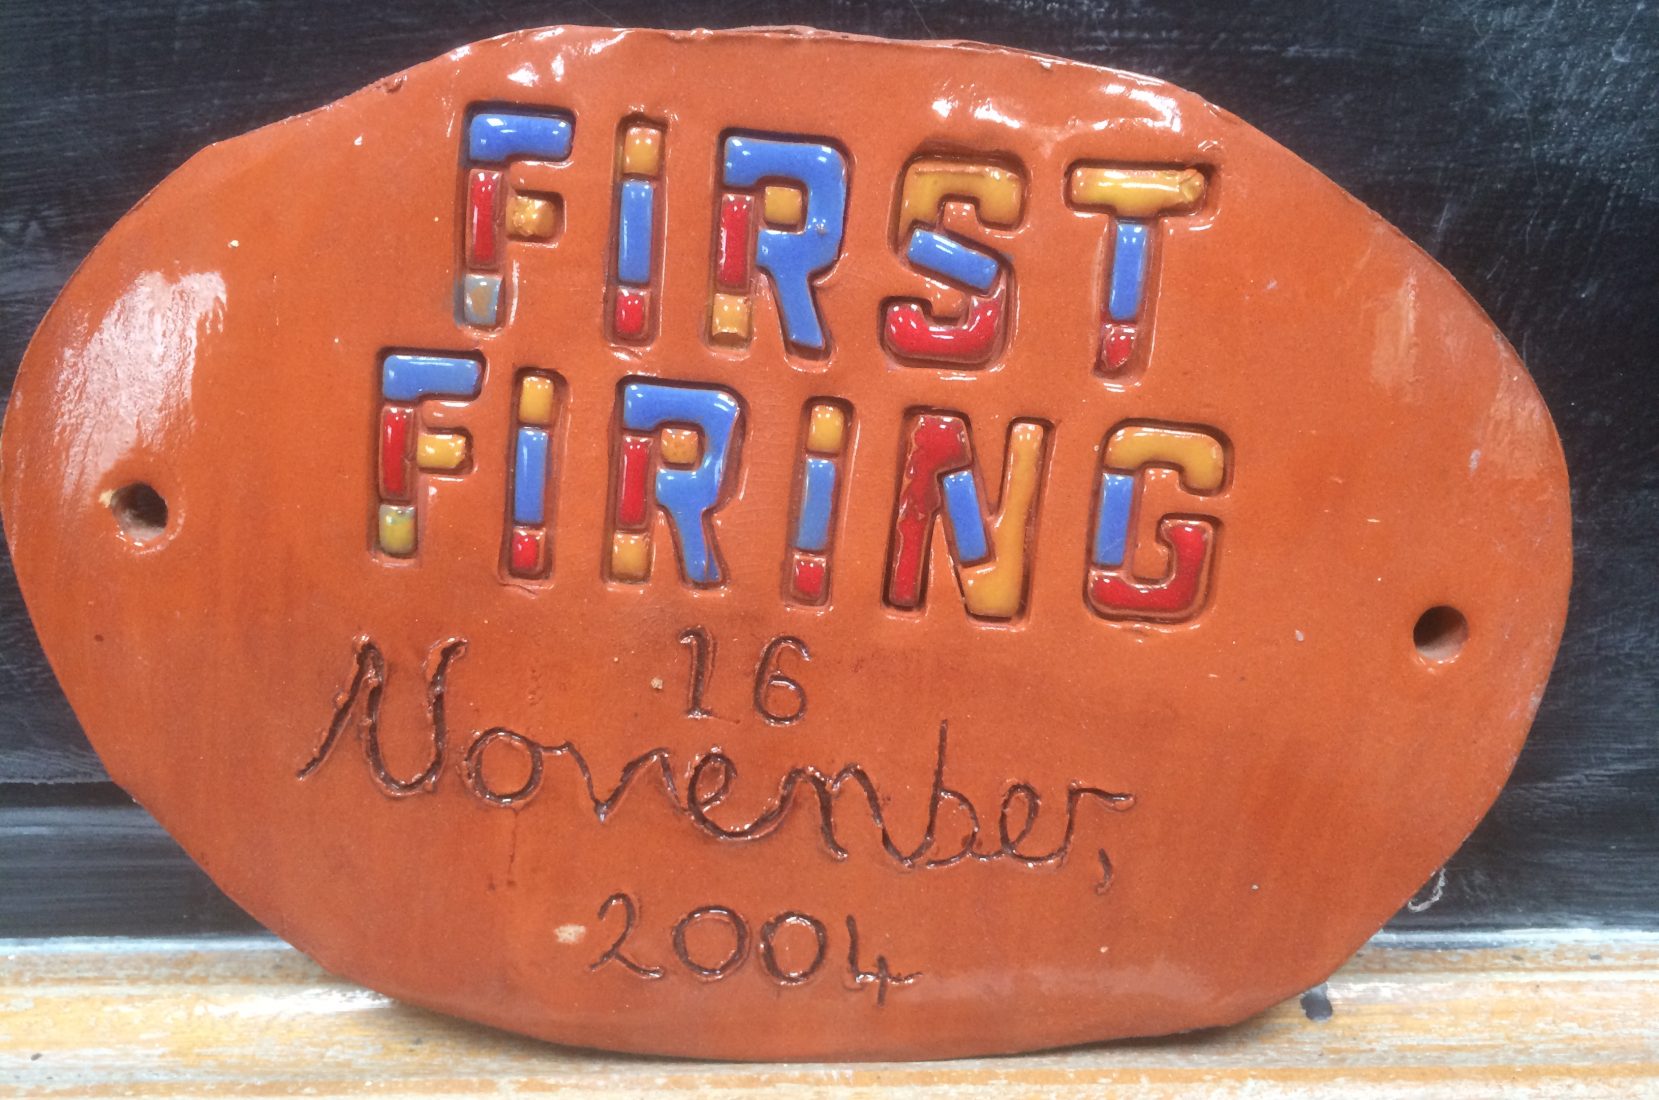 FIRST
FIRING
16
November,
2004